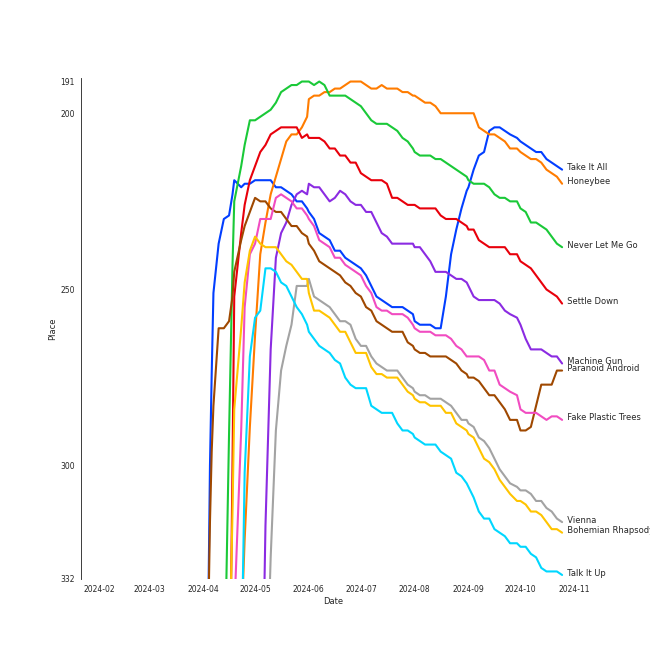 191
200
250
300
332
Place
2024-02
2024-03
2024-04
2024-05
2024-06
2024-07
2024-08
2024-09
2024-10
2024-11
Date
Take It All
Honeybee
Never Let Me Go
Settle Down
Machine Gun
Paranoid Android
Fake Plastic Trees
Vienna
Bohemian Rhapsod
Talk It Up